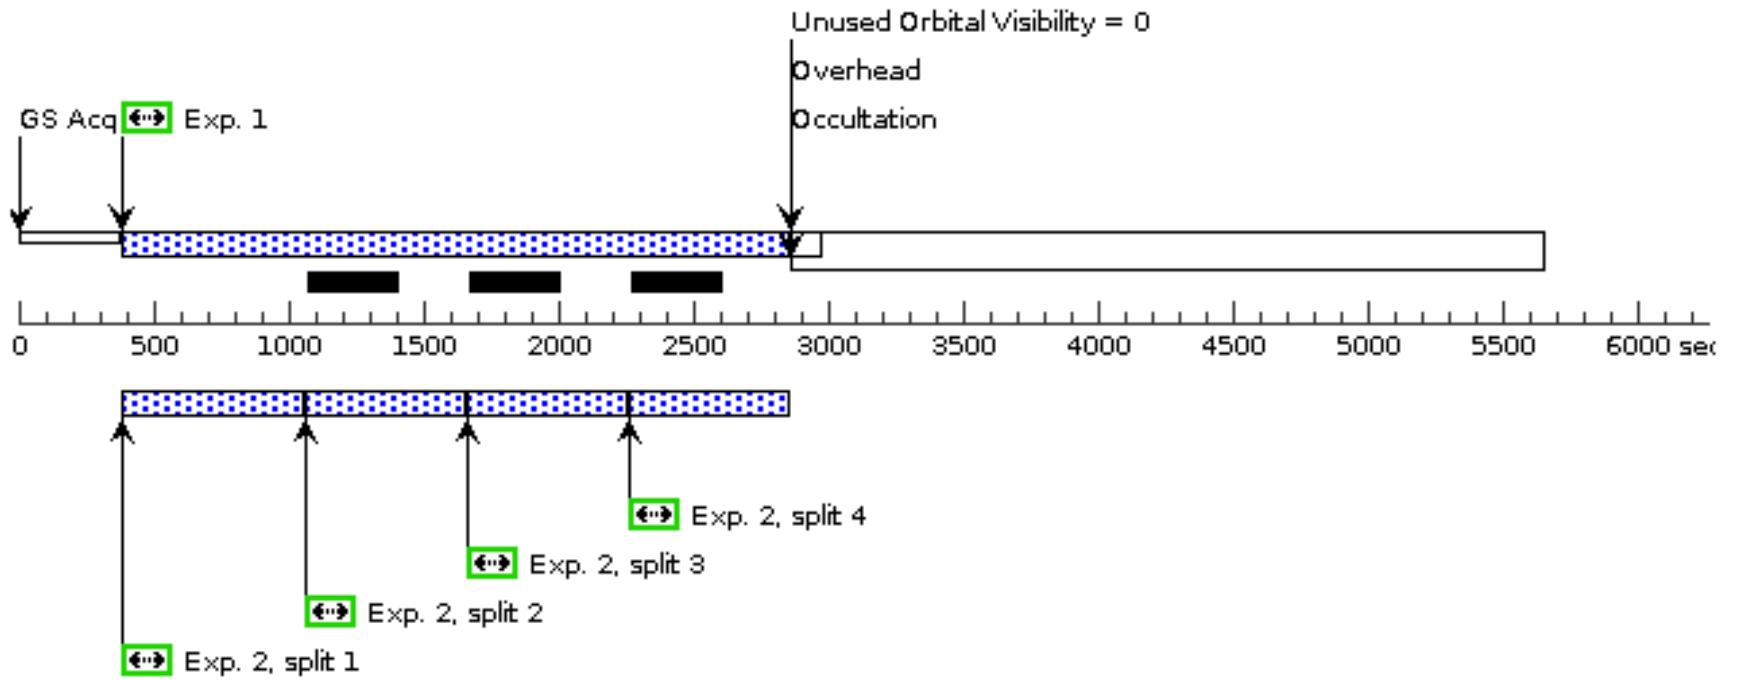 Unused Orbital Visibility = 0
Overhead
GS Acq Exp. 1 Occultation
0 500 1000 1500 2000 2500 3000 3500 4000 4500 5000 5500 6000 sec
Exp. 2, split 4
Exp. 2, split 3
Exp. 2, split 2
Exp. 2, split 1